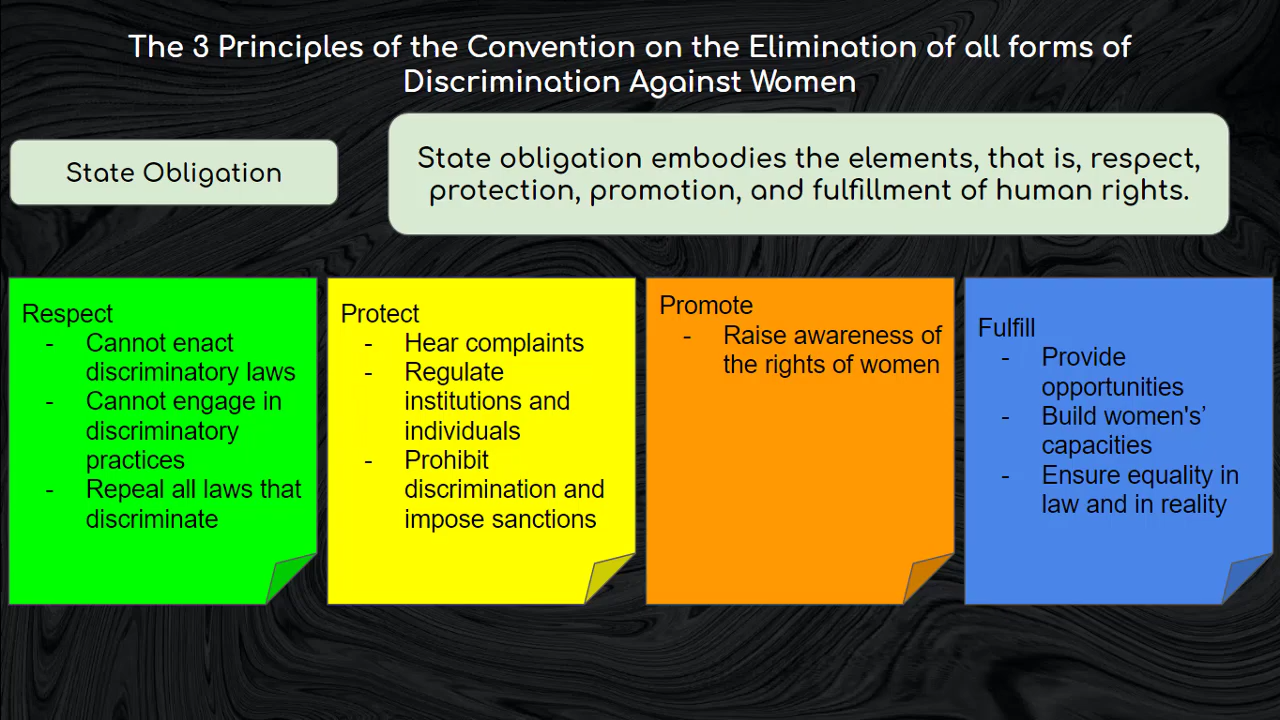 The 3 Principles of the Convention on the Elimination of all forms of
Discrimination Against Women
State Obligation
State obligation embodies the elements, that is, respect,
protection, promotion, and fulfillment of human rights.
Respect
- Cannot enact
discriminatory laws
- Cannot engage in
discriminatory
practices
- Repeal all laws that
discriminate
Protect
- Hear complaints
- Regulate
institutions and
individuals
- Prohibit
discrimination and
impose sanctions
Promote
- Raise awareness of
the rights of women
Fulfill
- Provide
opportunities
- Build women's’
capacities
- Ensure equality in
law and in reality